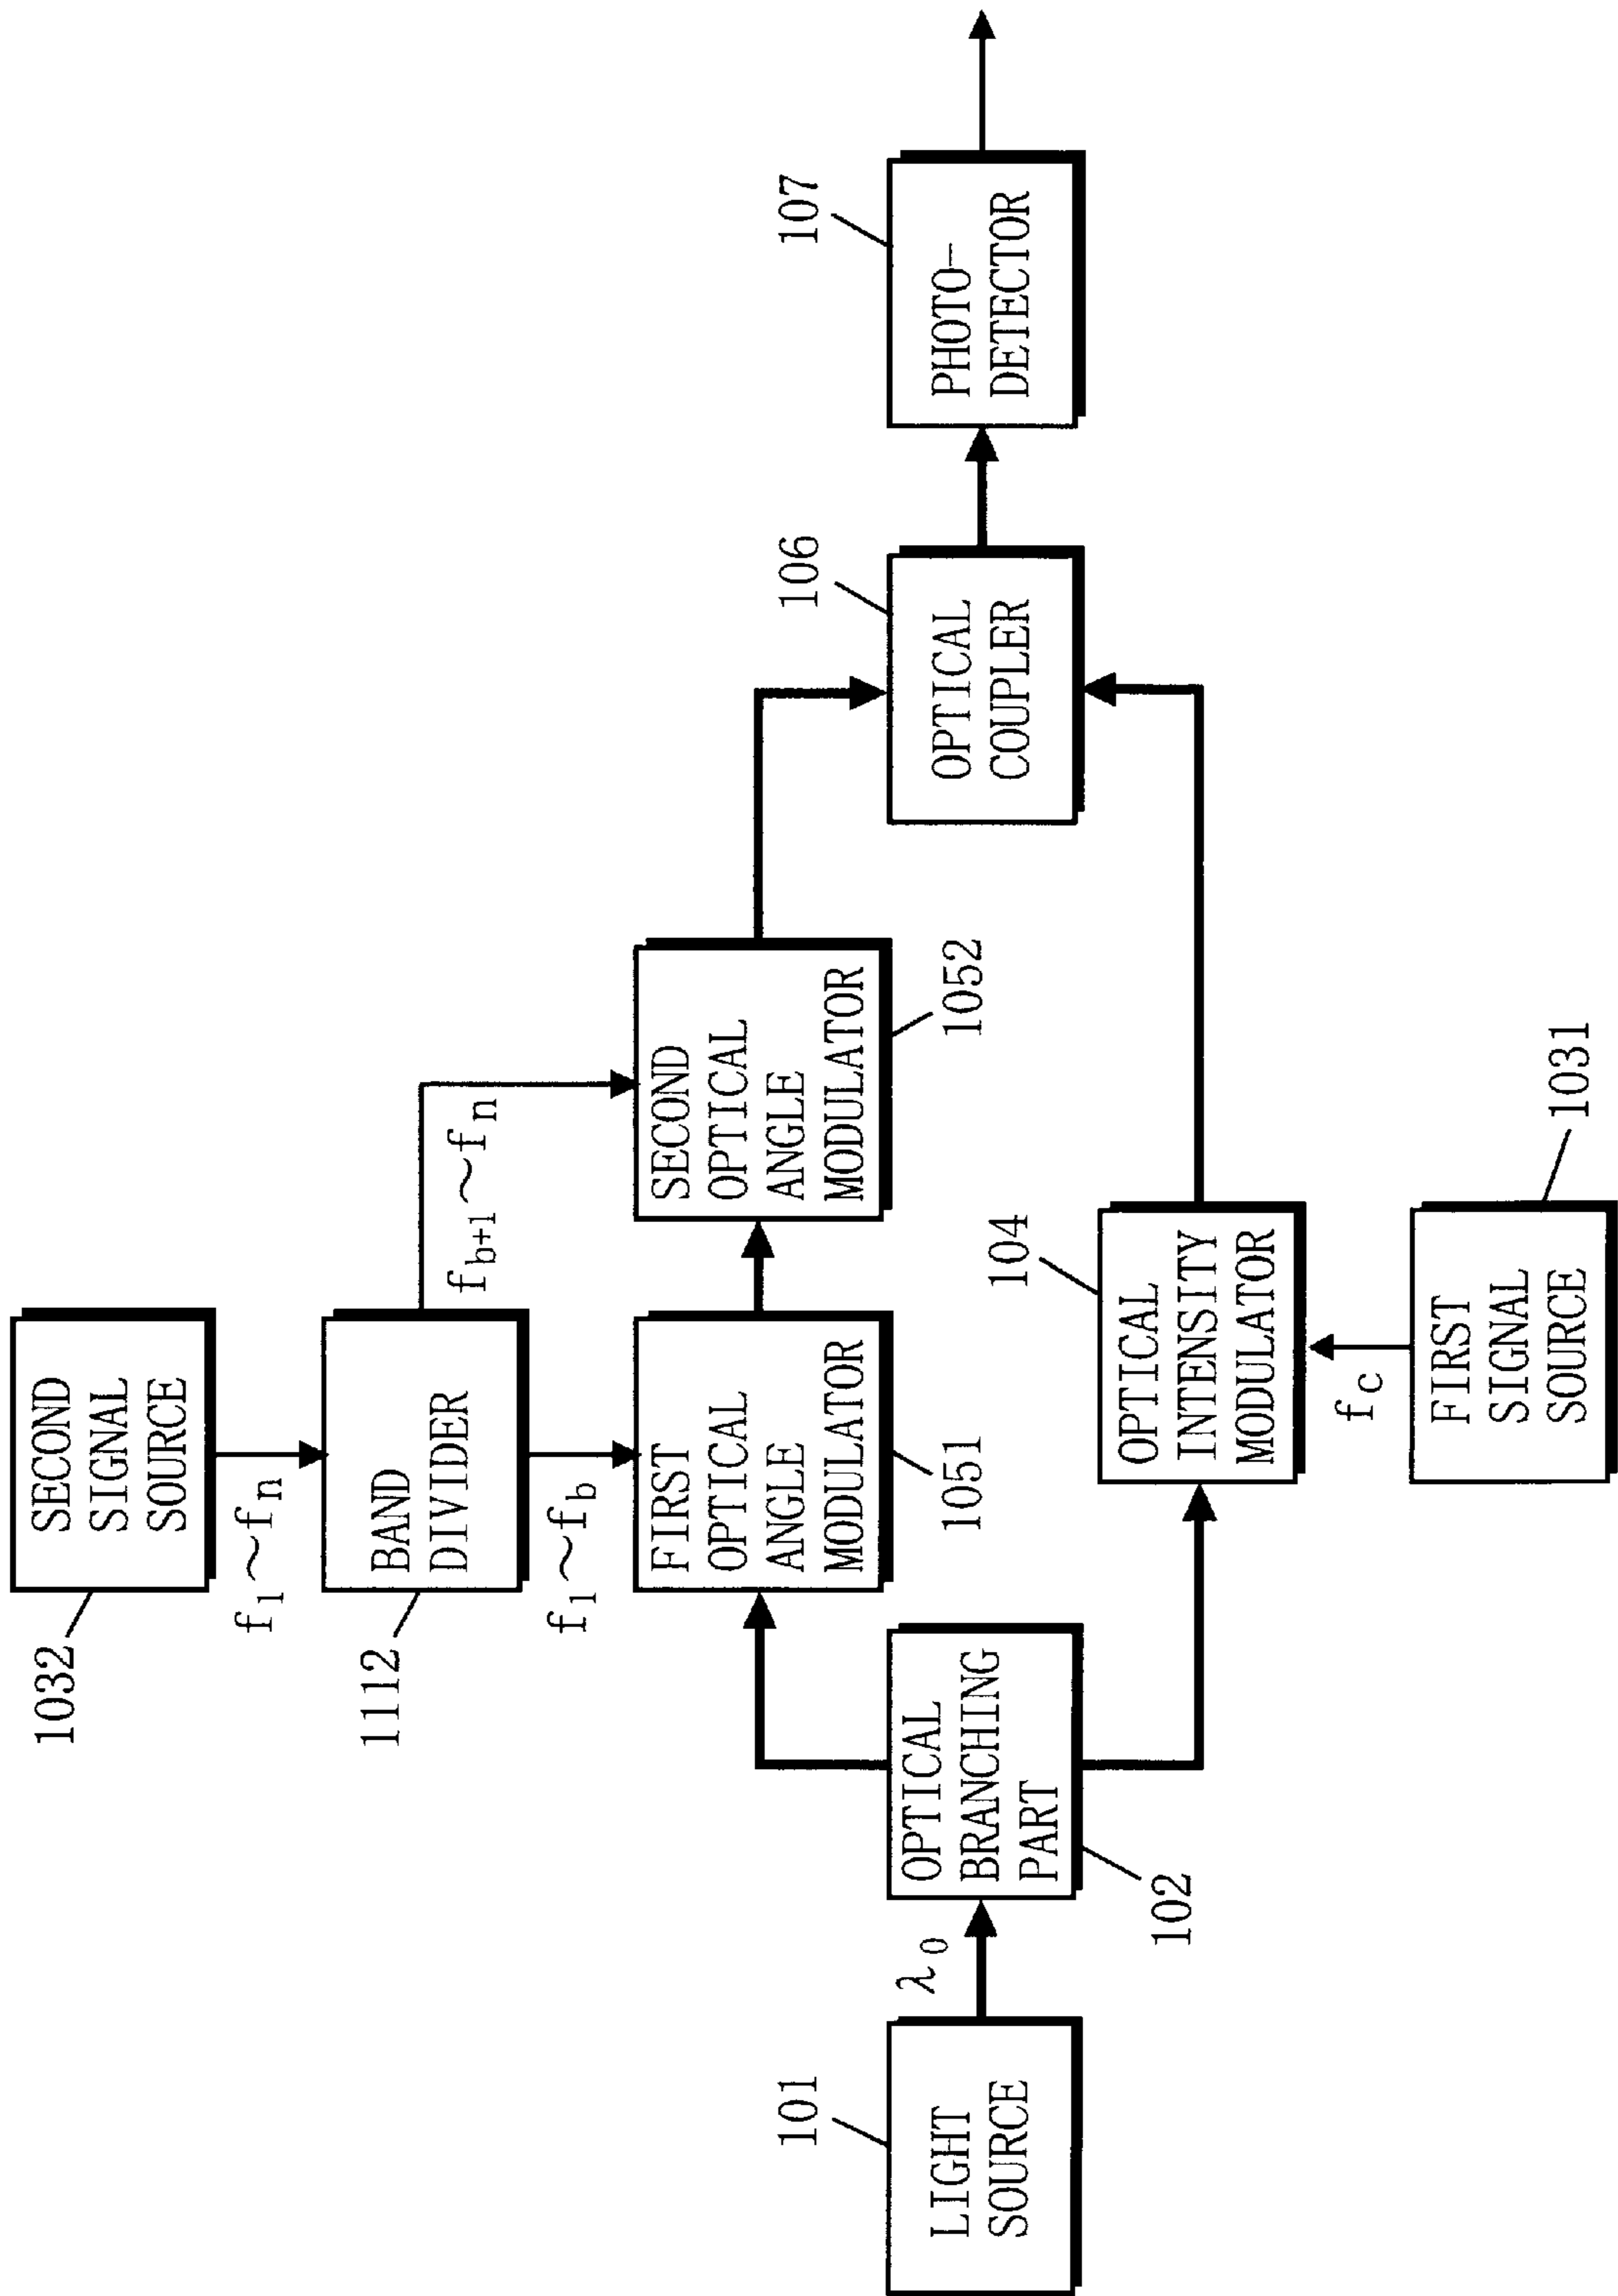 SECOND
SIGNAL
SOURCE
1032
f1~fn
BAND
DIVIDER
1112
fb+1~fn
f1~fb
FIRST
OPTICAL
ANGLE
MODULATOR
1051
SECOND
OPTICAL
ANGLE
MODULATOR
1052
LIGHT
SOURCE
101
λ0
OPTICAL
BRANCHING
PART
102
OPTICAL
COUPLER
106
PHOTO-
DETECTOR
107
OPTICAL
INTENSITY
MODULATOR
104
fc
FIRST
SIGNAL
SOURCE
1031